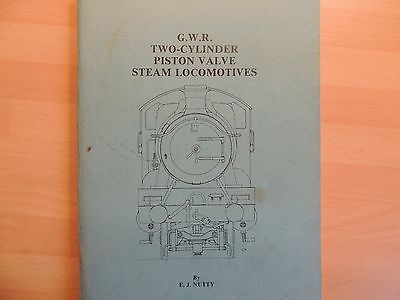 G.W.R.
TWO-CYLINDER
PISTON VALVE
STEAM LOCOMOTIVES
By
E. J. NUTTY